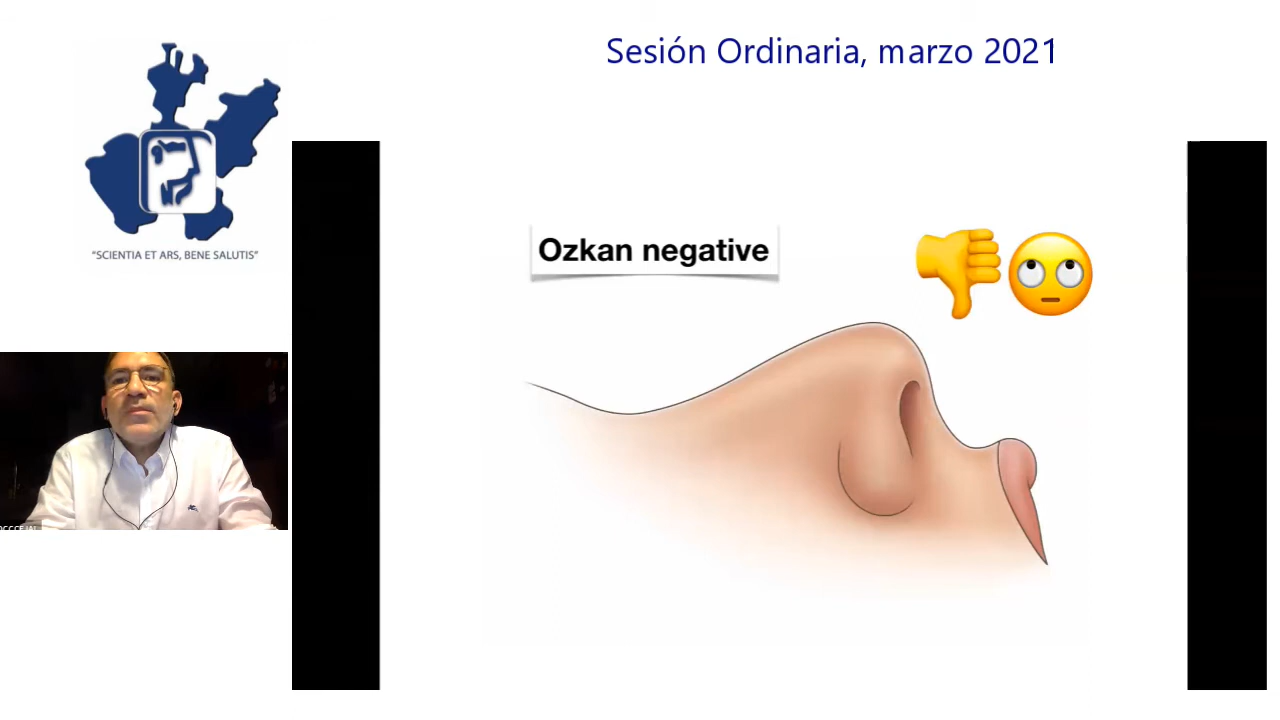 Sesión Ordinaria, marzo 2021
"SCIENTIA ET ARS, BENE SALUTIS"
Ozkan negative